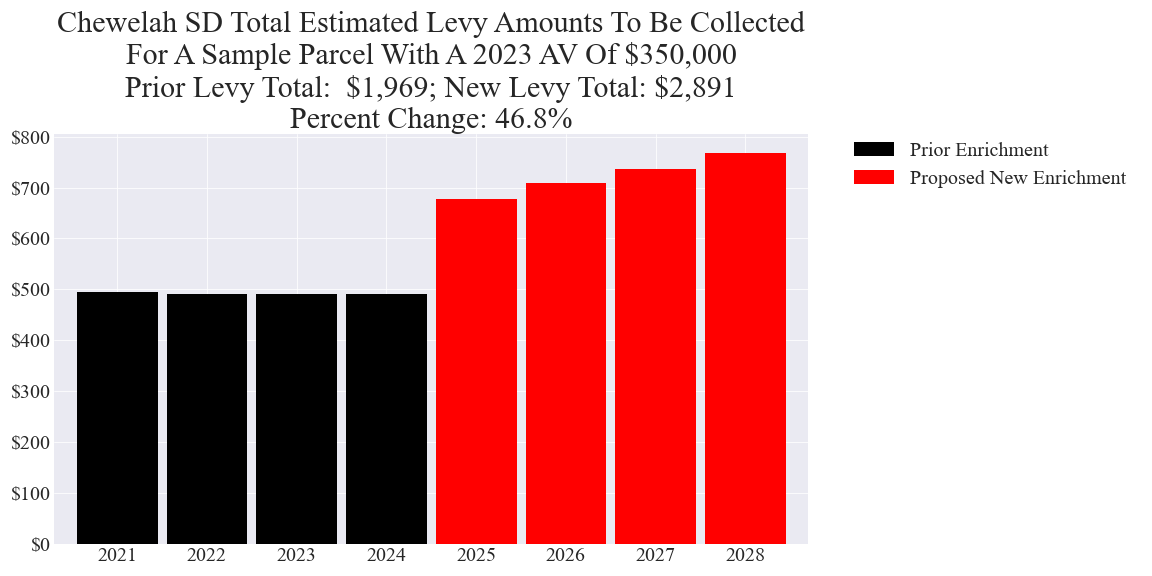 Chewelah SD Total Estimated Levy Amounts To Be Collected
For A Sample Parcel With A 2023 AV Of $350,000
Prior Levy Total:  $1,969; New Levy Total: $2,891
Percent Change: 46.8%
$800
$700
$600
$500
$400
$300
$200
$100
$0
2021 2022 2023 2024 2025 2026 2027 2028
Prior Enrichment
Proposed New Enrichment